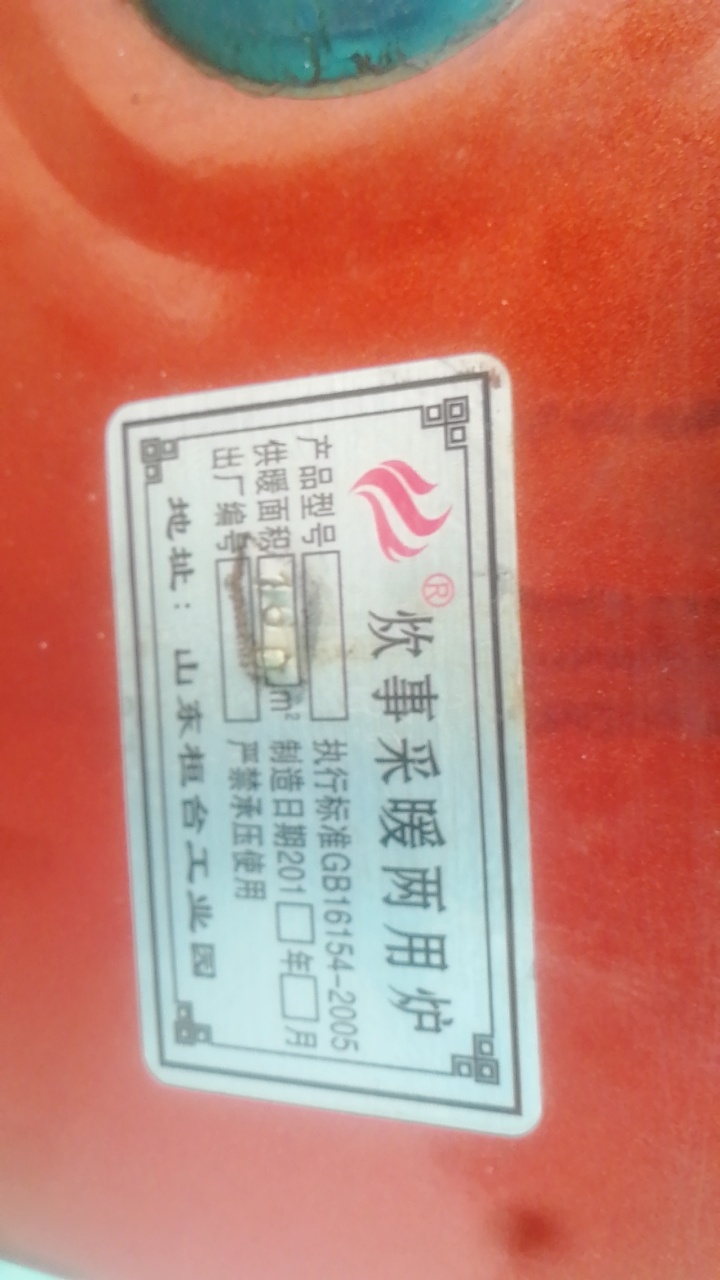 ®
炊事采暖两用炉
产品型号 执行标准GB16154-2005
供暖面积 m² 制造日期201□年□月
出厂编号 严禁承压使用
地址：山东桓台工业园